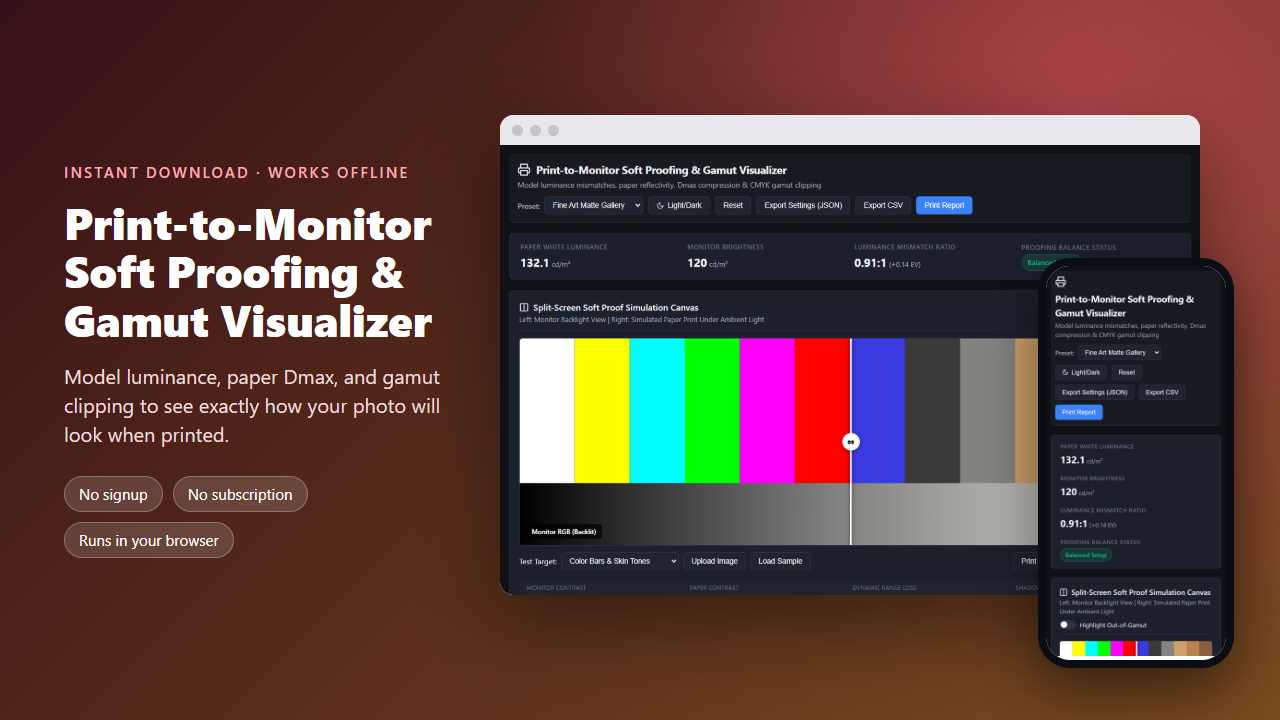 INSTANT DOWNLOAD · WORKS OFFLINE
Print-to-Monitor
Soft Proofing &
Gamut Visualizer
Model luminance, paper Dmax, and gamut
clipping to see exactly how your photo will
look when printed.
No signup
No subscription
Runs in your browser
Print-to-Monitor Soft Proofing & Gamut Visualizer
Model luminance mismatches, paper reflectivity, Dmax compression & CMYK gamut clipping
Preset: Fine Art Matte Gallery Light/Dark Reset Export Settings (JSON) Export CSV Print Report
PAPER WHITE LUMINANCE MONITOR BRIGHTNESS LUMINANCE MISMATCH RATIO PROOFING BALANCE STATUS
132.1 cd/m² 120 cd/m² 0.91:1 (+0.14 EV) Balanced
Split-Screen Soft Proof Simulation Canvas
Left: Monitor Backlight View | Right: Simulated Paper Print Under Ambient Light
Monitor RGB (Backlit)
Test Target: Color Bars & Skin Tones Upload Image Load Sample Print
MONITOR CONTRAST PAPER CONTRAST DYNAMIC RANGE LOSS
Print-to-Monitor Soft Proofing &
Gamut Visualizer
Model luminance mismatches, paper reflectivity, Dmax
compression & CMYK gamut clipping
Preset: Fine Art Matte Gallery
Light/Dark Reset
Export Settings (JSON) Export CSV
Print Report
PAPER WHITE LUMINANCE
132.1 cd/m²
MONITOR BRIGHTNESS
120 cd/m²
LUMINANCE MISMATCH RATIO
0.91:1 (+0.14 EV)
PROOFING BALANCE STATUS
Balanced Setup
Split-Screen Soft Proof Simulation Canvas
Left: Monitor Backlight View | Right: Simulated Paper Print
Under Ambient Light
Highlight Out-of-Gamut